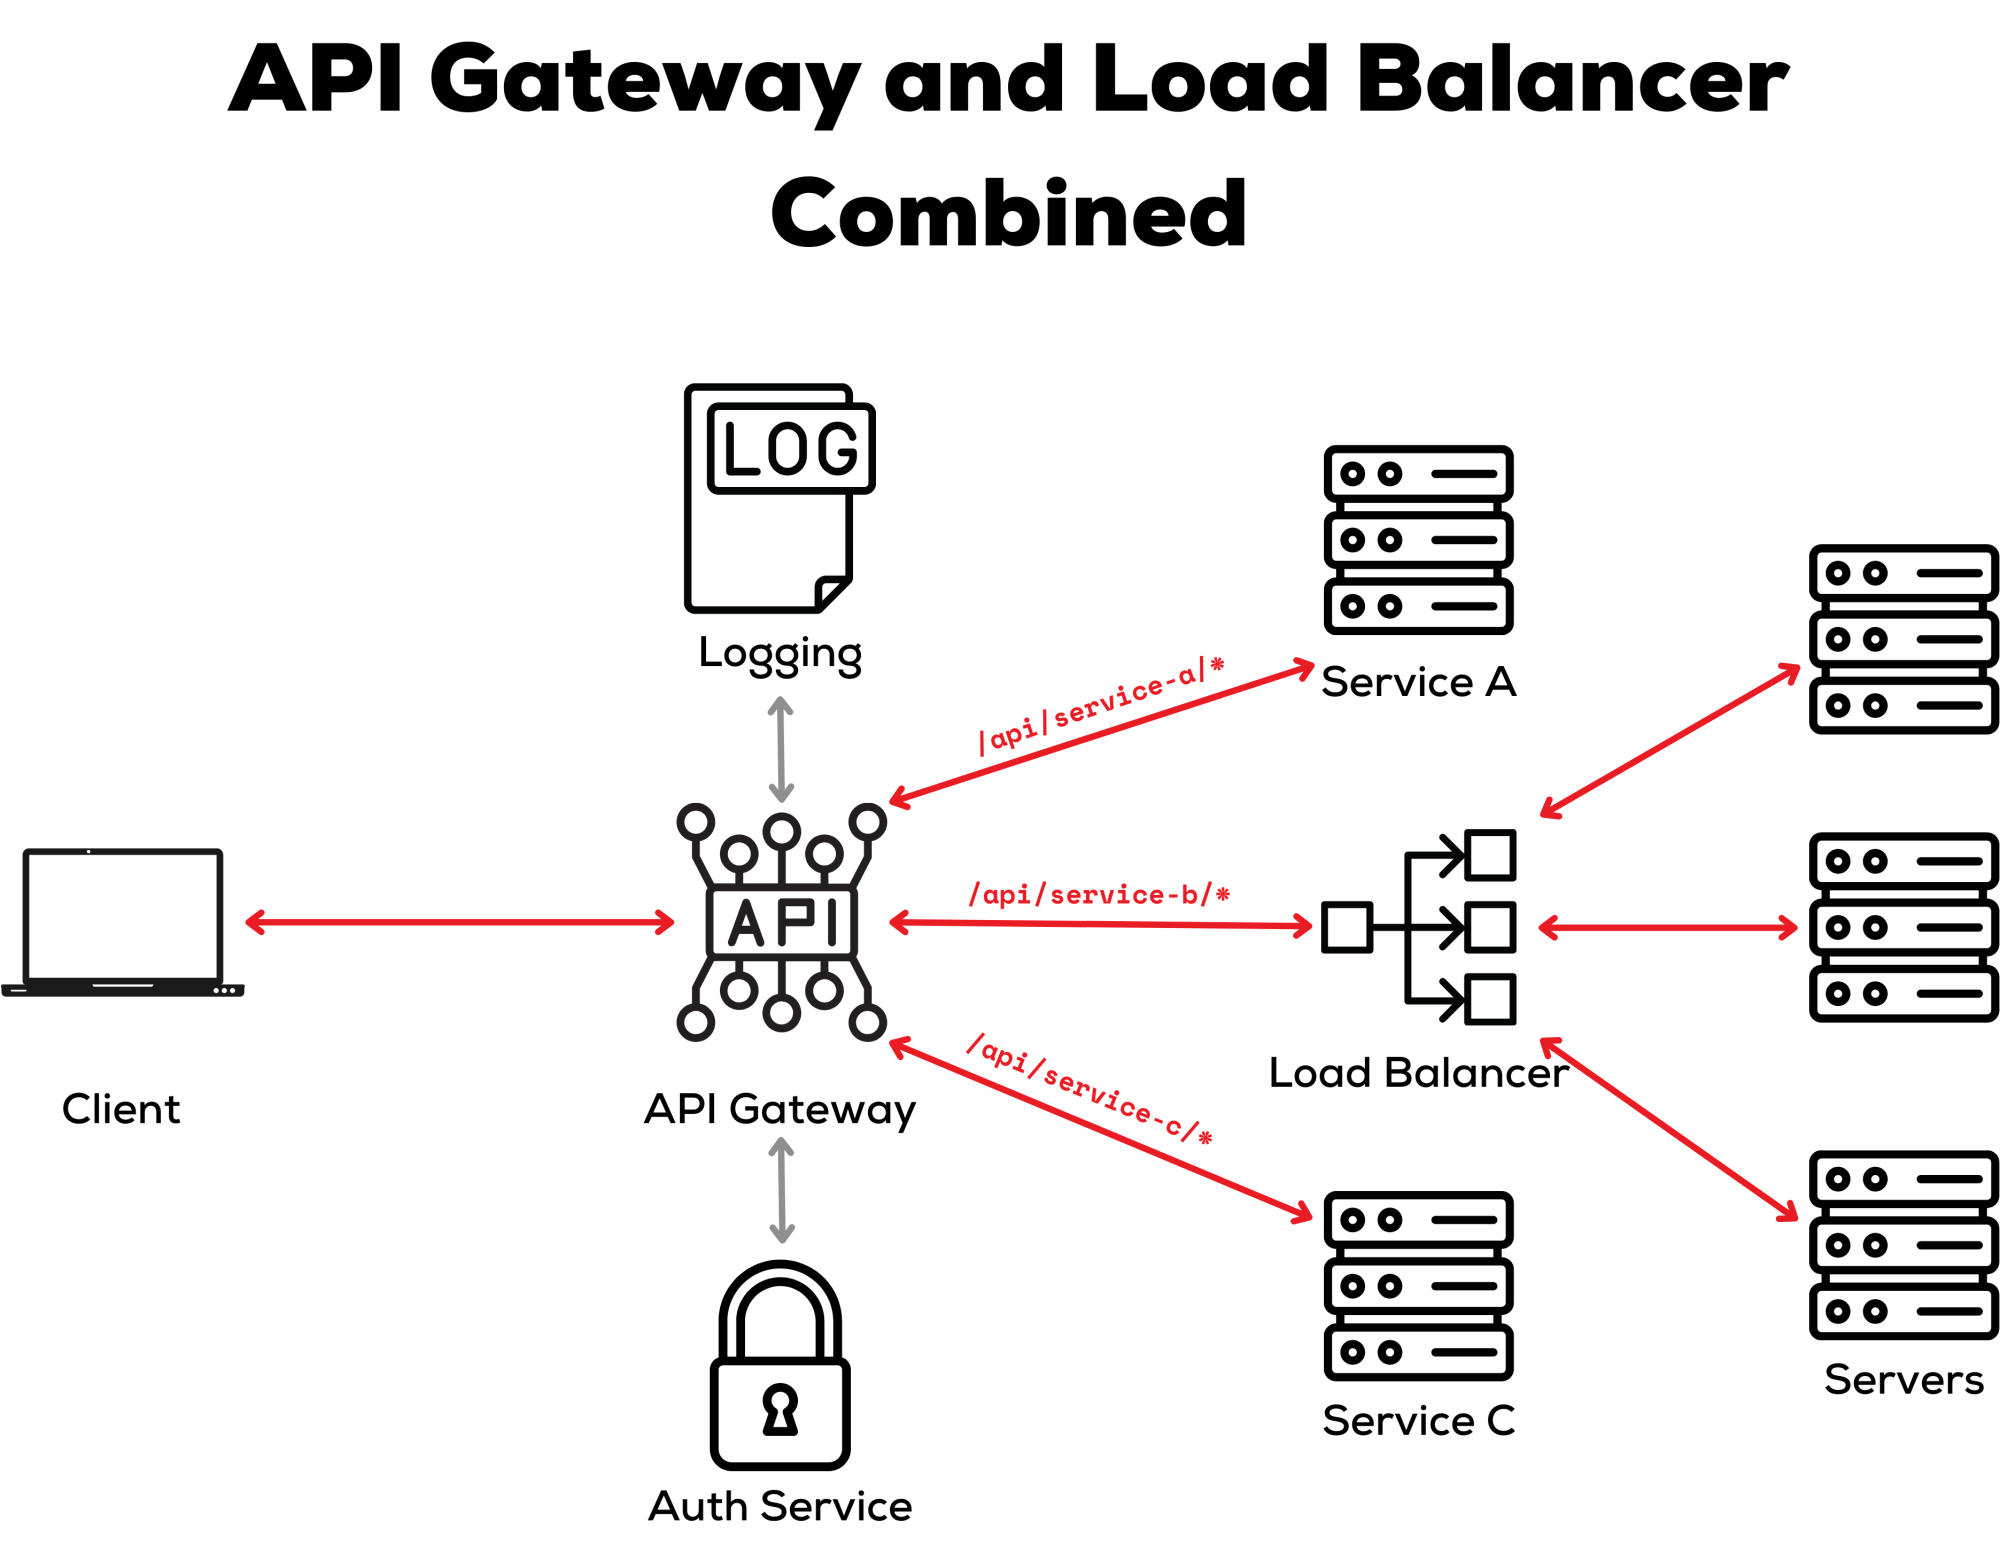 API Gateway and Load Balancer
Combined
LOG
Logging
/api/service-a/*
Service A
/api/service-b/*
API
Load Balancer
/api/service-c/*
Client
API Gateway
Servers
Service C
Auth Service